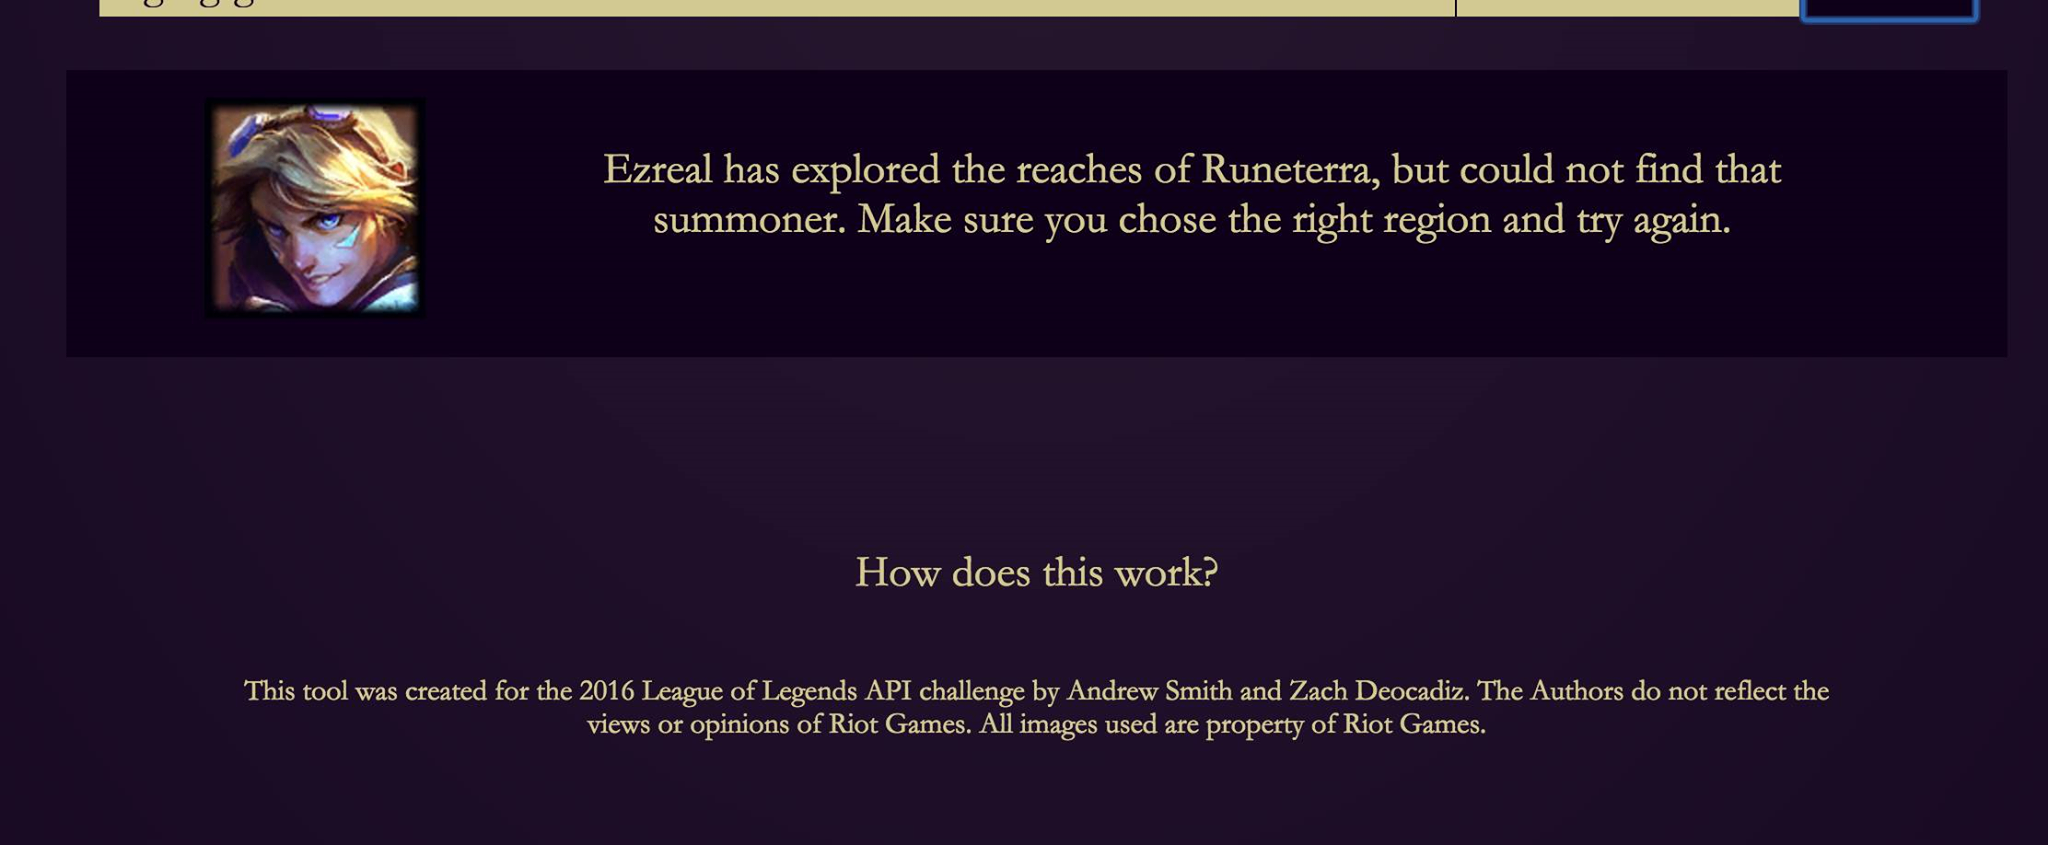 Ezreal has explored the reaches of Runeterra, but could not find that
summoner. Make sure you chose the right region and try again.
How does this work?
This tool was created for the 2016 League of Legends API challenge by Andrew Smith and Zach Deocadiz. The Authors do not reflect the
views or opinions of Riot Games. All images used are property of Riot Games.